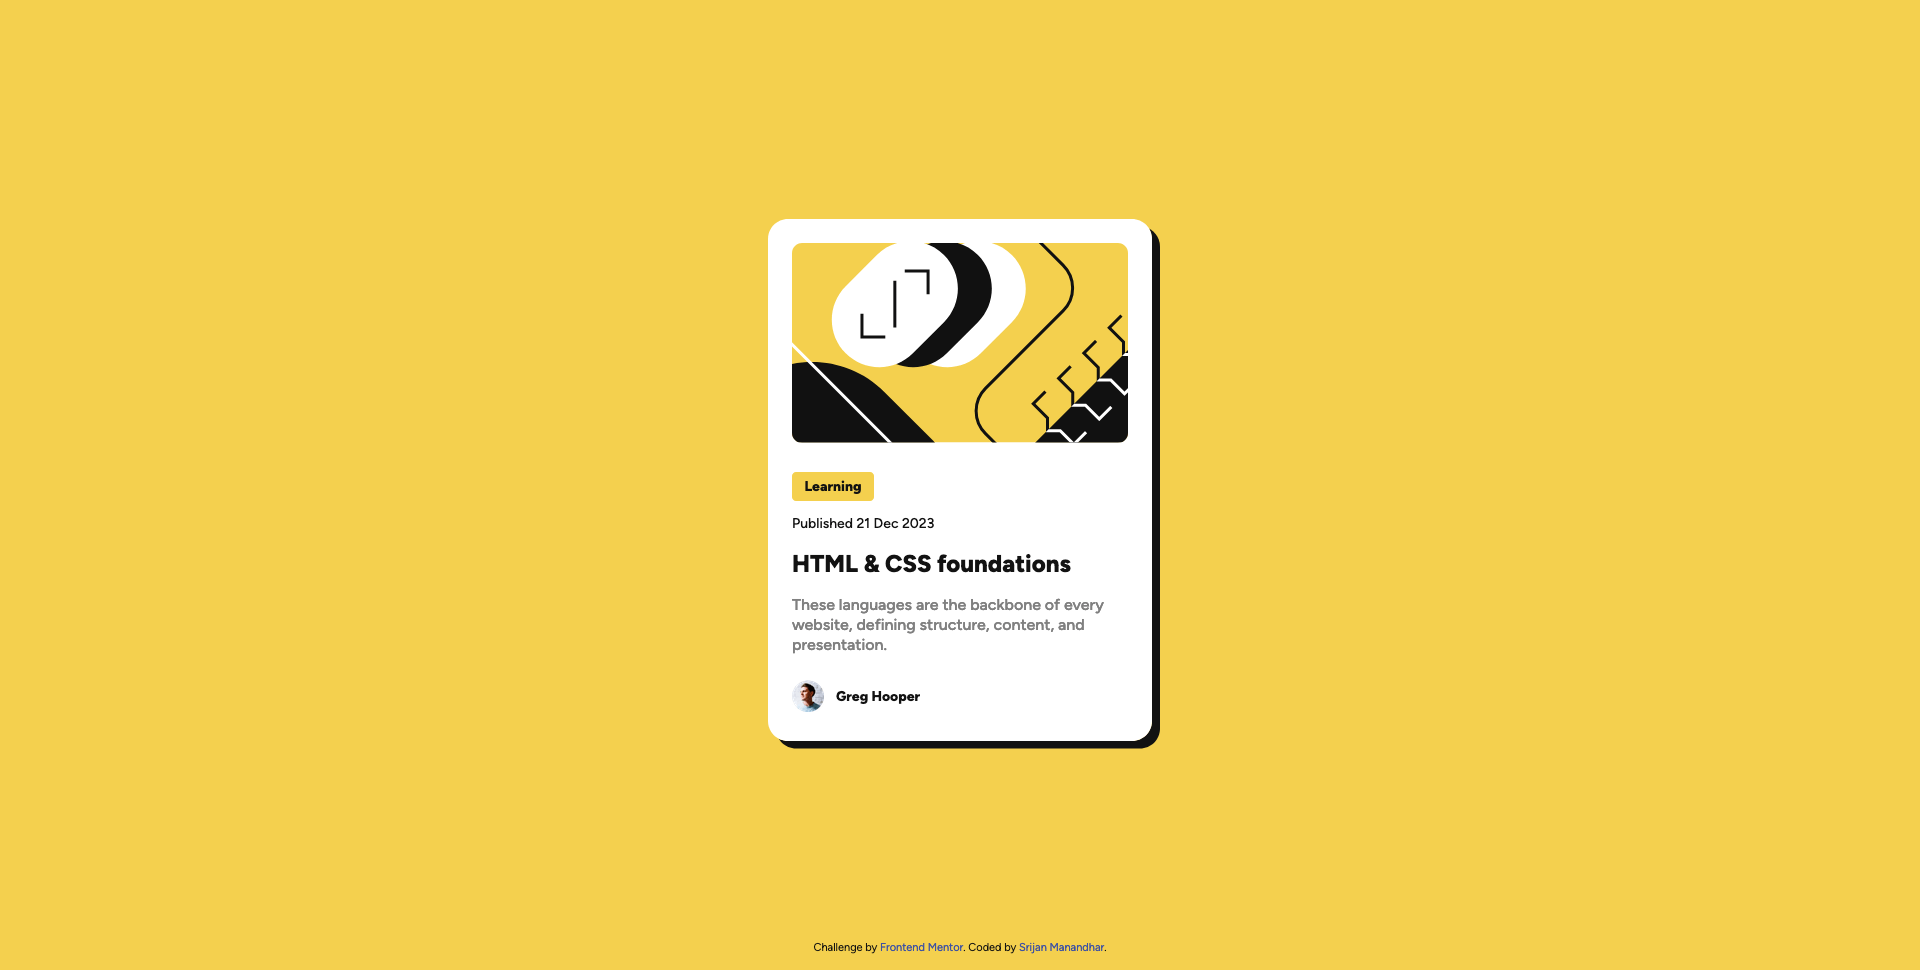 Learning
Published 21 Dec 2023
HTML & CSS foundations
These languages are the backbone of every
website, defining structure, content, and
presentation.
Greg Hooper
Challenge by Frontend Mentor. Coded by Srijan Manandhar.